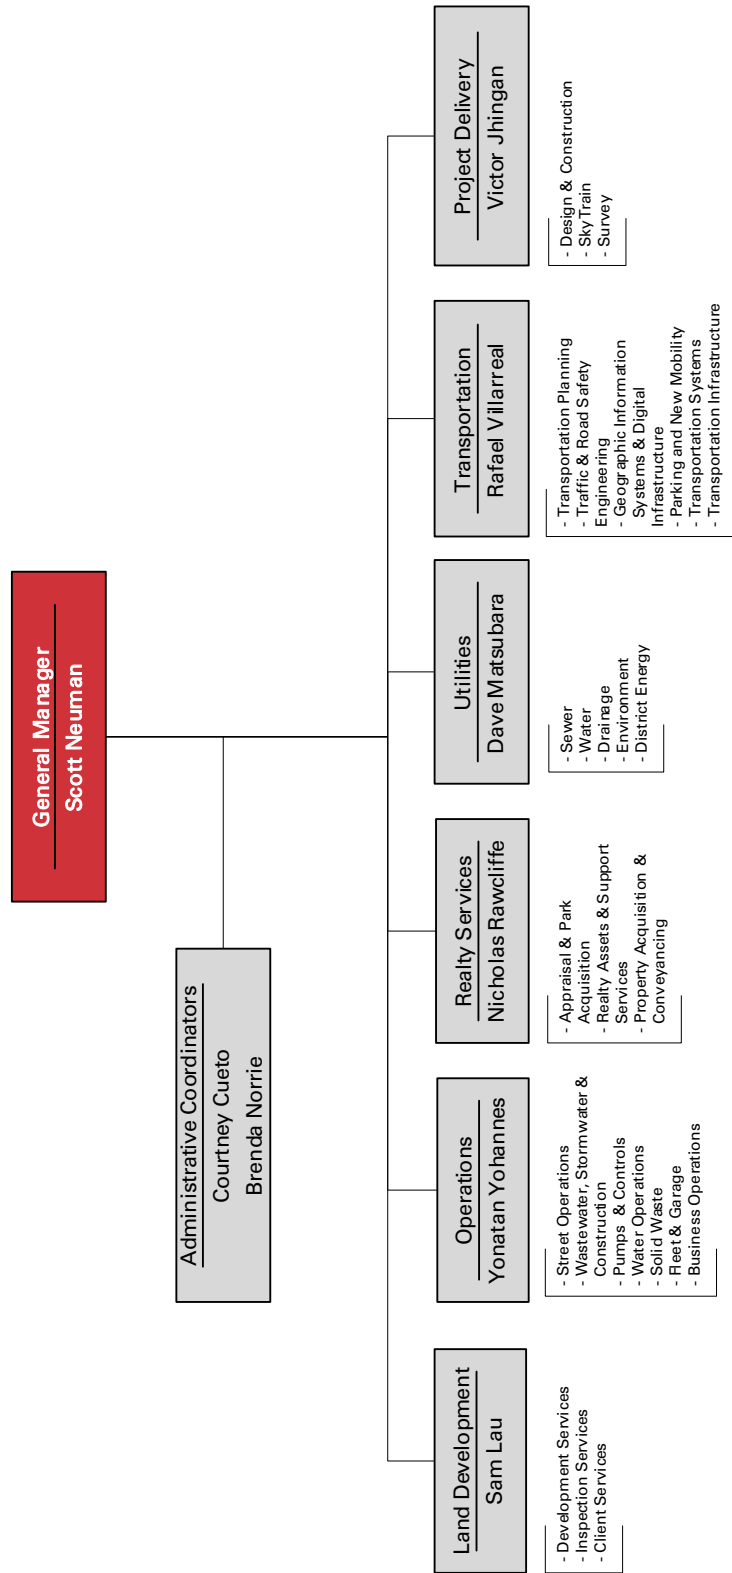 General Manager
Scott Neuman
Administrative Coordinators
Courtney Cueto
Brenda Norrie
Land Development
Sam Lau
- Development Services
- Inspection Services
- Client Services
Operations
Yonatan Yohannes
- Street Operations
- Wastewater, Stormwater &
Construction
- Pumps & Controls
- Water Operations
- Solid Waste
- Fleet & Garage
- Business Operations
Realty Services
Nicholas Rawcliffe
- Appraisal & Park
Acquisition
- Realty Assets & Support
Services
- Property Acquisition &
Conveyancing
Utilities
Dave Matsubara
- Sewer
- Water
- Drainage
- Environment
- District Energy
Transportation
Rafael Villarreal
- Transportation Planning
- Traffic & Road Safety
Engineering
- Geographic Information
Systems & Digital
Infrastructure
- Parking and New Mobility
- Transportation Systems
- Transportation Infrastructure
Project Delivery
Victor Jhingan
- Design & Construction
- SkyTrain
- Survey